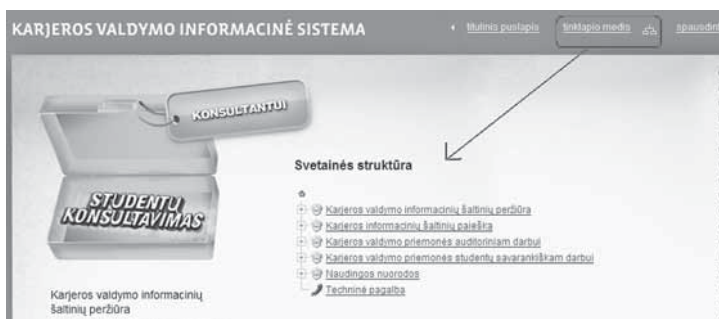 KARJEROS VALDYMO INFORMACINĖ SISTEMA
titulinis puslapis tinklapio medis spausdin
KONSULTANTUI
STUDENTŲ
KONSULTAVIMAS
Svetainės struktūra
Karjeros valdymo informacinių šaltinių peržiūra
Karjeros informacinių šaltinių paieška
Karjeros valdymo priemonės auditoriniam darbui
Karjeros valdymo priemonės studentų savarankiškam darbui
Naudingos nuorodos
Techninė pagalba
Karjeros valdymo informacinių
šaltinių peržiūra